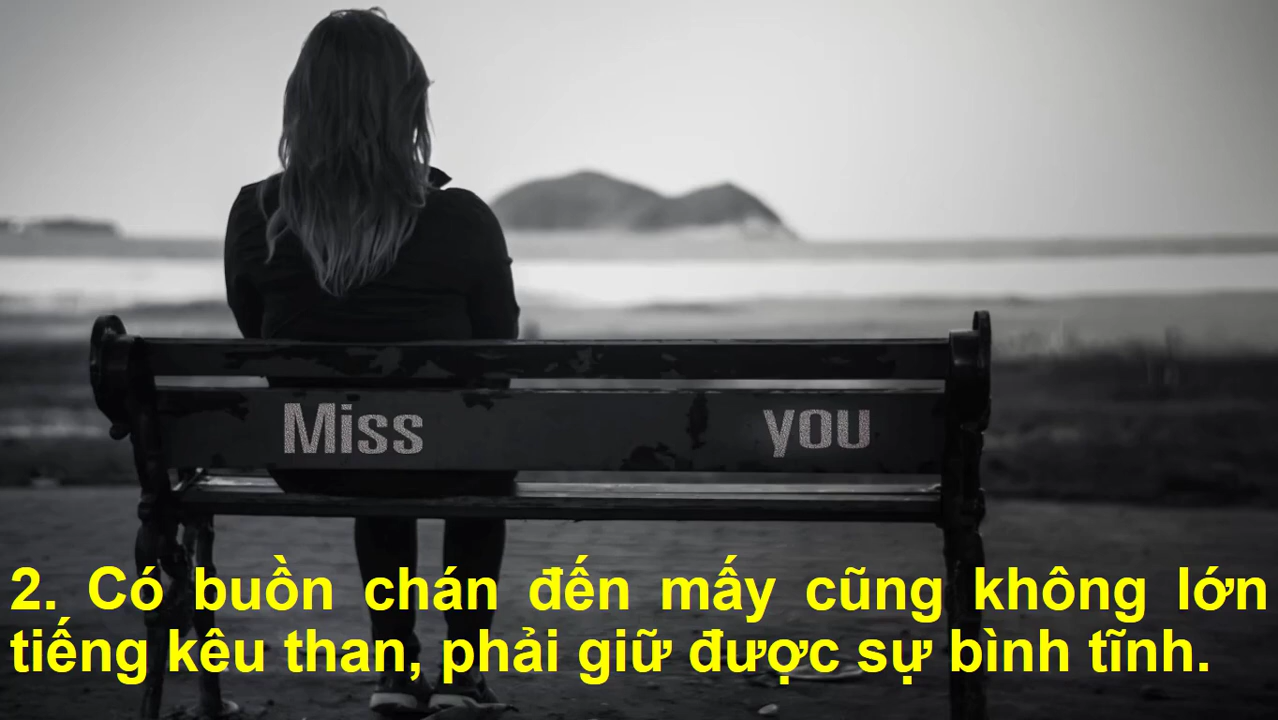 Miss you
2. Có buồn chán đến mấy cũng không lớn
tiếng kêu than, phải giữ được sự bình tĩnh.